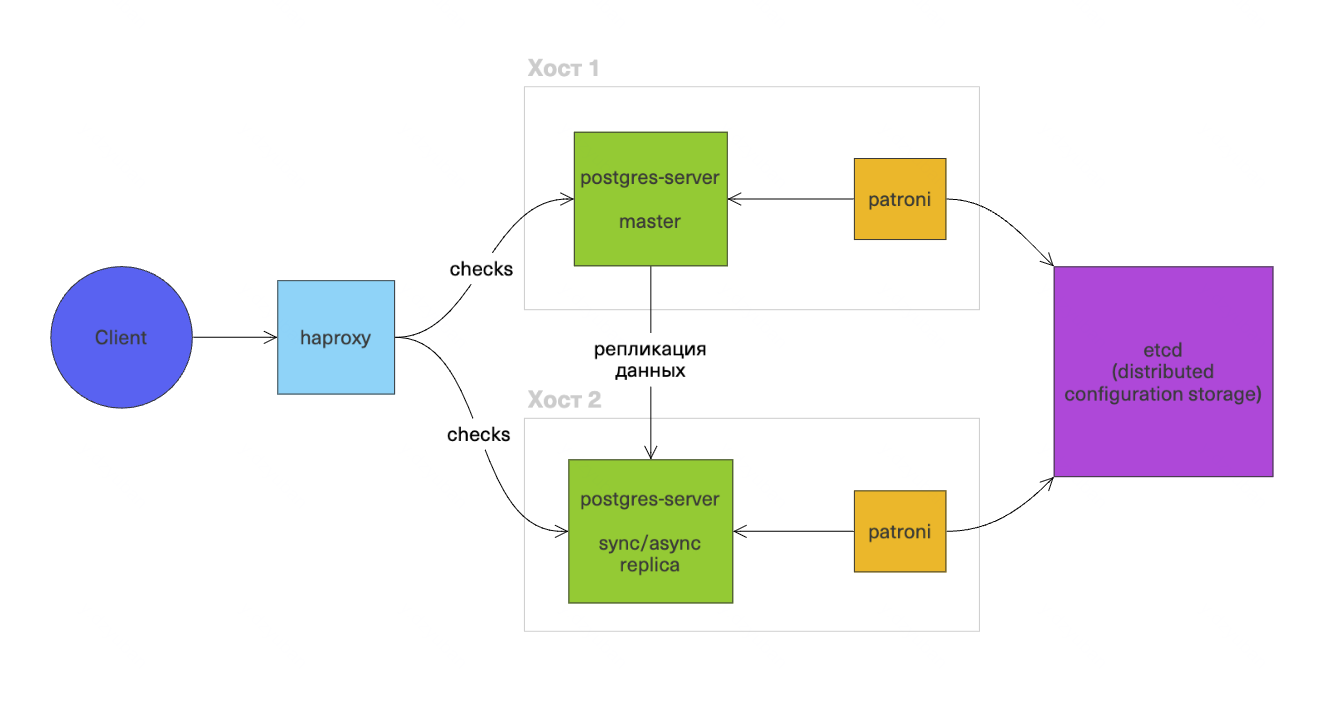 Хост 1
postgres-server
master
patroni
checks
Client
haproxy
репликация
данных
etcd
(distributed
configuration storage)
Хост 2
checks
postgres-server
sync/async
replica
patroni